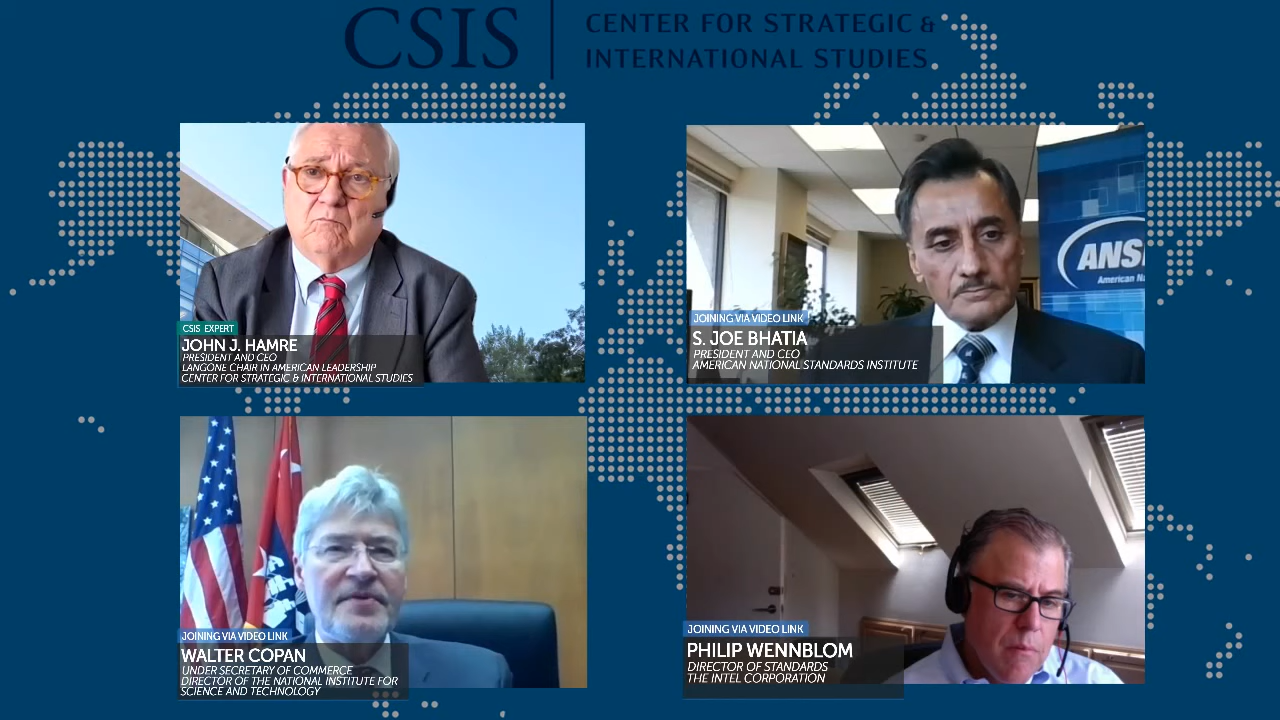 CSIS
CENTER FOR STRATEGIC &
INTERNATIONAL STUDIES
CSIS EXPERT
JOHN J. HAMRE
PRESIDENT AND CEO
LANGONE CHAIR IN AMERICAN LEADERSHIP
CENTER FOR STRATEGIC & INTERNATIONAL STUDIES
ANS
American Na
JOINING VIA VIDEO LINK
S. JOE BHATIA
PRESIDENT AND CEO
AMERICAN NATIONAL STANDARDS INSTITUTE
JOINING VIA VIDEO LINK
WALTER COPAN
UNDER SECRETARY OF COMMERCE
DIRECTOR OF THE NATIONAL INSTITUTE FOR
SCIENCE AND TECHNOLOGY
JOINING VIA VIDEO LINK
PHILIP WENNBLOM
DIRECTOR OF STANDARDS
THE INTEL CORPORATION